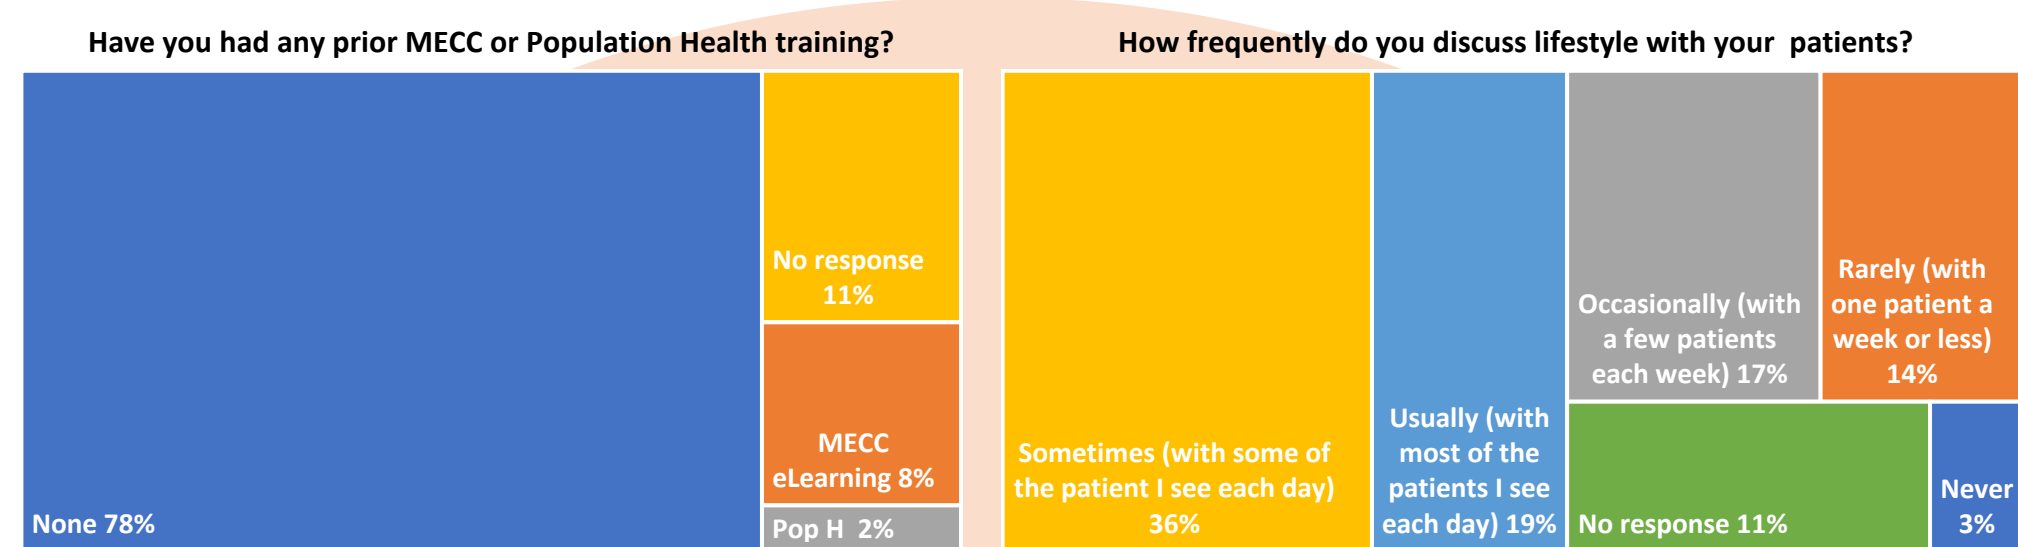 Have you had any prior MECC or Population Health training?
None 78%
No response
11%
MECC
eLearning 8%
Pop H  2%
How frequently do you discuss lifestyle with your  patients?
Sometimes (with some of
the patient I see each day)
36%
Usually (with
most of the
patients I see
each day) 19%
Occasionally (with
a few patients
each week) 17%
Rarely (with
one patient a
week or less)
14%
No response 11%
Never
3%